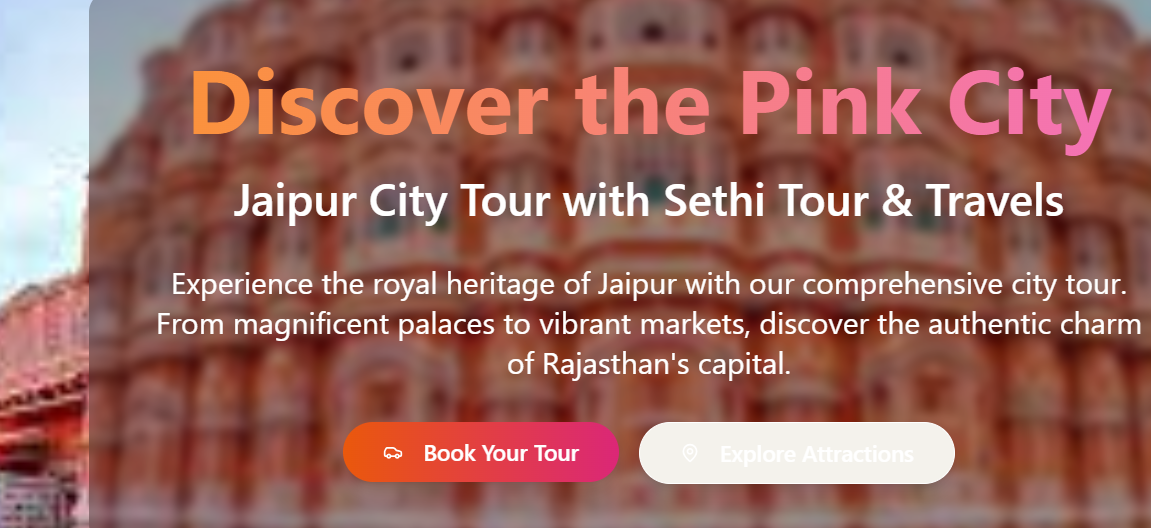 Discover the Pink City
Jaipur City Tour with Sethi Tour & Travels
Experience the royal heritage of Jaipur with our comprehensive city tour.
From magnificent palaces to vibrant markets, discover the authentic charm
of Rajasthan's capital.
Book Your Tour
Explore Attractions